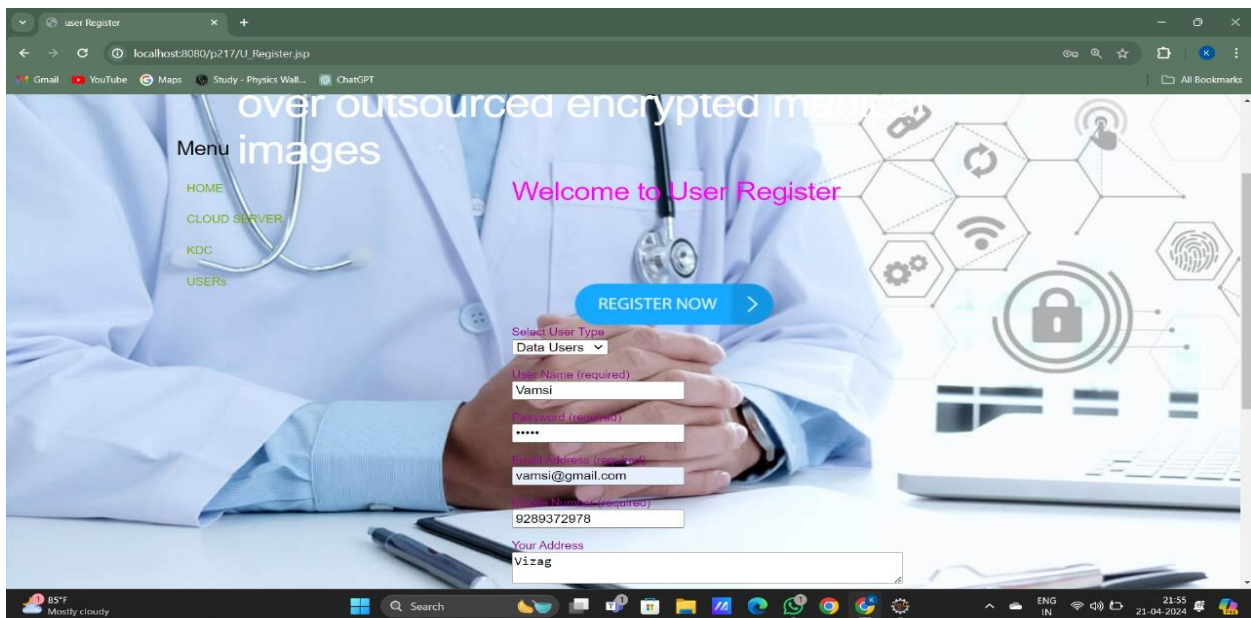 user Register
localhost:8080/p217/U_Register.jsp
K
Gmail YouTube Maps Study - Physics Wall... ChatGPT All Bookmarks
over outsourced encrypted medical
images
Menu
HOME
CLOUD SERVER
KDC
USERs
Welcome to User Register
REGISTER NOW
Select User Type
Data Users
User Name (required)
Vamsi
Password (required)
•••••
Email Address (required)
vamsi@gmail.com
Mobile Number (required)
9289372978
Your Address
Vizag
85°F
Mostly cloudy
Search
ENG
IN
21:55
21-04-2024